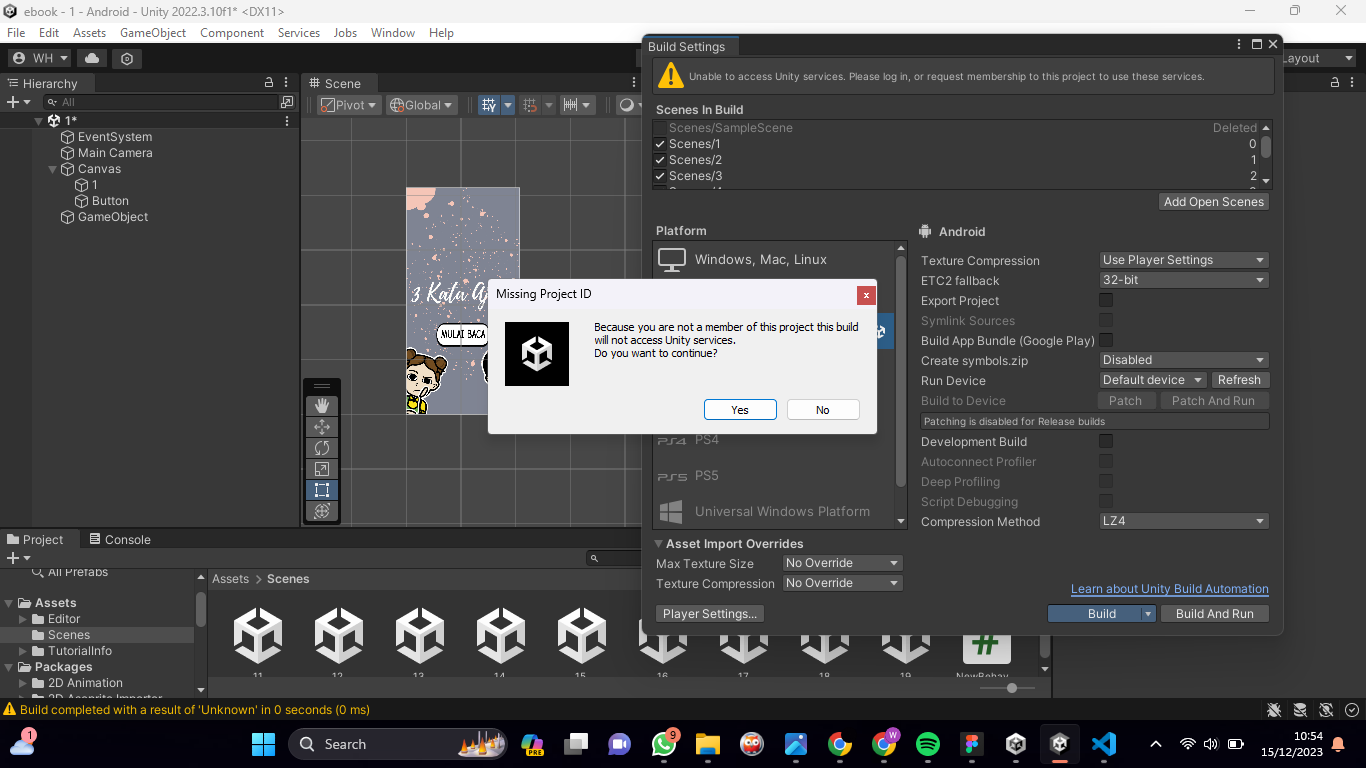 ebook - 1 - Android - Unity 2022.3.10f1* <DX11>
File Edit Assets GameObject Component Services Jobs Window Help
WH
Layout
Hierarchy
All
1*
EventSystem
Main Camera
Canvas
1
Button
GameObject
Scene
Pivot Global
3 Kata
MULAI BACA
Build Settings
Unable to access Unity services. Please log in, or request membership to this project to use these services.
Scenes In Build
Scenes/SampleScene Deleted
Scenes/1 0
Scenes/2 1
Scenes/3 2
Add Open Scenes
Platform
Windows, Mac, Linux
PS4
PS5
Universal Windows Platform
Android
Texture Compression Use Player Settings
ETC2 fallback 32-bit
Export Project
Symlink Sources
Build App Bundle (Google Play)
Create symbols.zip Disabled
Run Device Default device Refresh
Build to Device Patch Patch And Run
Patching is disabled for Release builds
Development Build
Autoconnect Profiler
Deep Profiling
Script Debugging
Compression Method LZ4
Missing Project ID
x
Because you are not a member of this project this build
will not access Unity services.
Do you want to continue?
Yes No
Asset Import Overrides
Max Texture Size No Override
Texture Compression No Override
Learn about Unity Build Automation
Player Settings... Build Build And Run
Project Console
All Prefabs
Assets
Editor
Scenes
TutorialInfo
Packages
2D Animation
2D Aseprite Importer
Assets > Scenes
11 12 13 14 15 16 17 18 19 NewBehav
#
Build completed with a result of 'Unknown' in 0 seconds (0 ms)
1
Search
PRE
9
W
10:54
15/12/2023